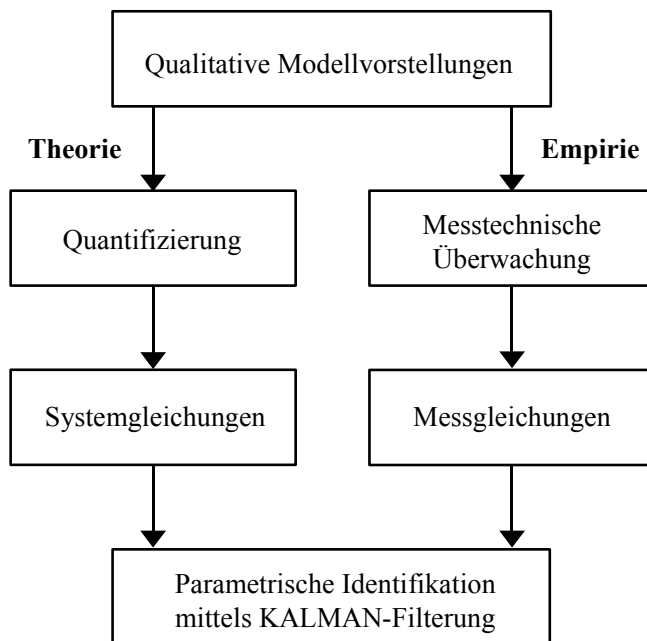 Qualitative Modellvorstellungen
Theorie
Empirie
Quantifizierung
Messtechnische
Überwachung
Systemgleichungen
Messgleichungen
Parametrische Identifikation
mittels KALMAN-Filterung